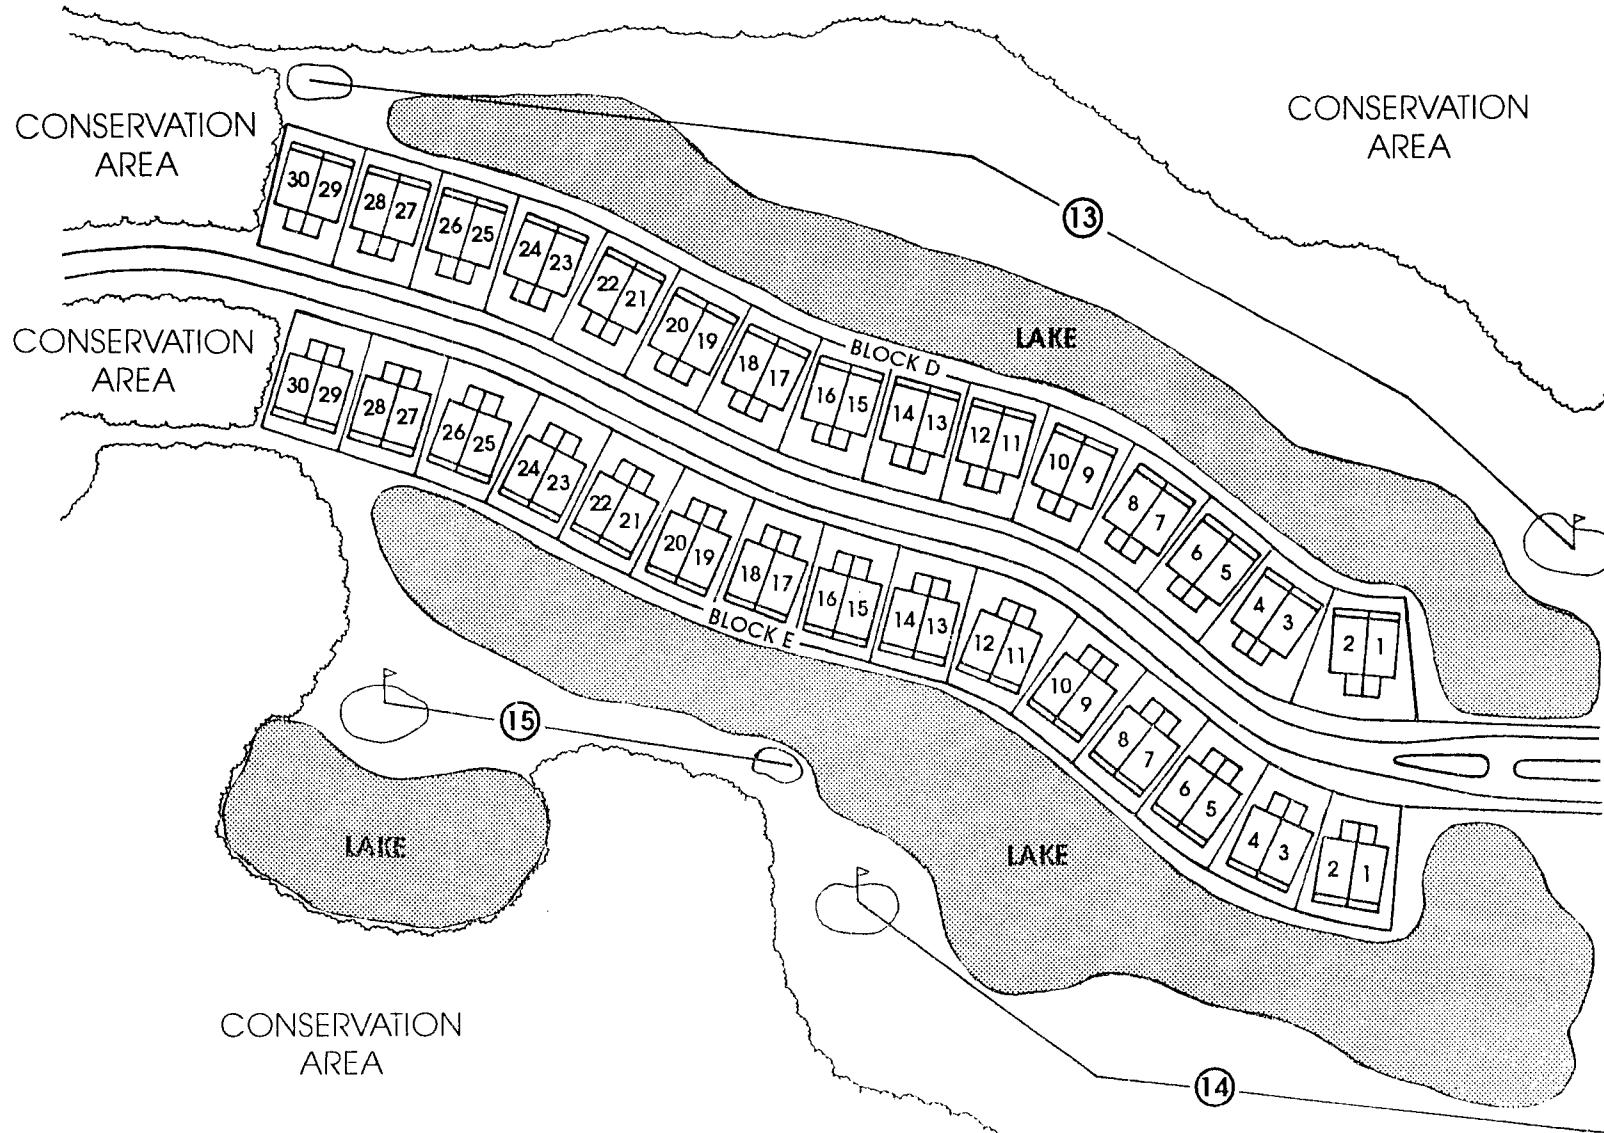 CONSERVATION
AREA
CONSERVATION
AREA
13
30 29 28 27 26 25 24 23 22 21 20 19 18 17 16 15 14 13 12 11 10 9 8 7 6 5 4 3 2 1
BLOCK D
LAKE
CONSERVATION
AREA
30 29 28 27 26 25 24 23 22 21 20 19 18 17 16 15 14 13 12 11 10 9 8 7 6 5 4 3 2 1
BLOCK E
15
LAKE
LAKE
CONSERVATION
AREA
14